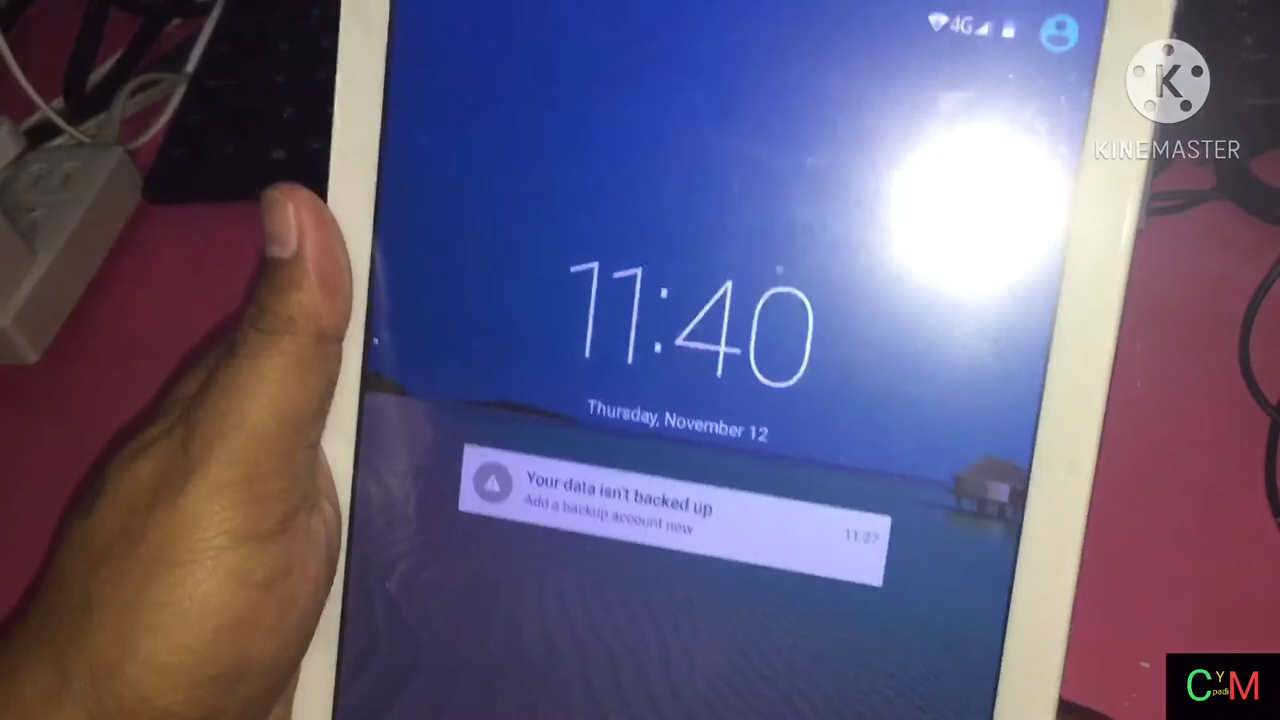 4G
K
KINEMASTER
11:40
Thursday, November 12
Your data isn't backed up
Add a backup account now
11:27
CYM
padi